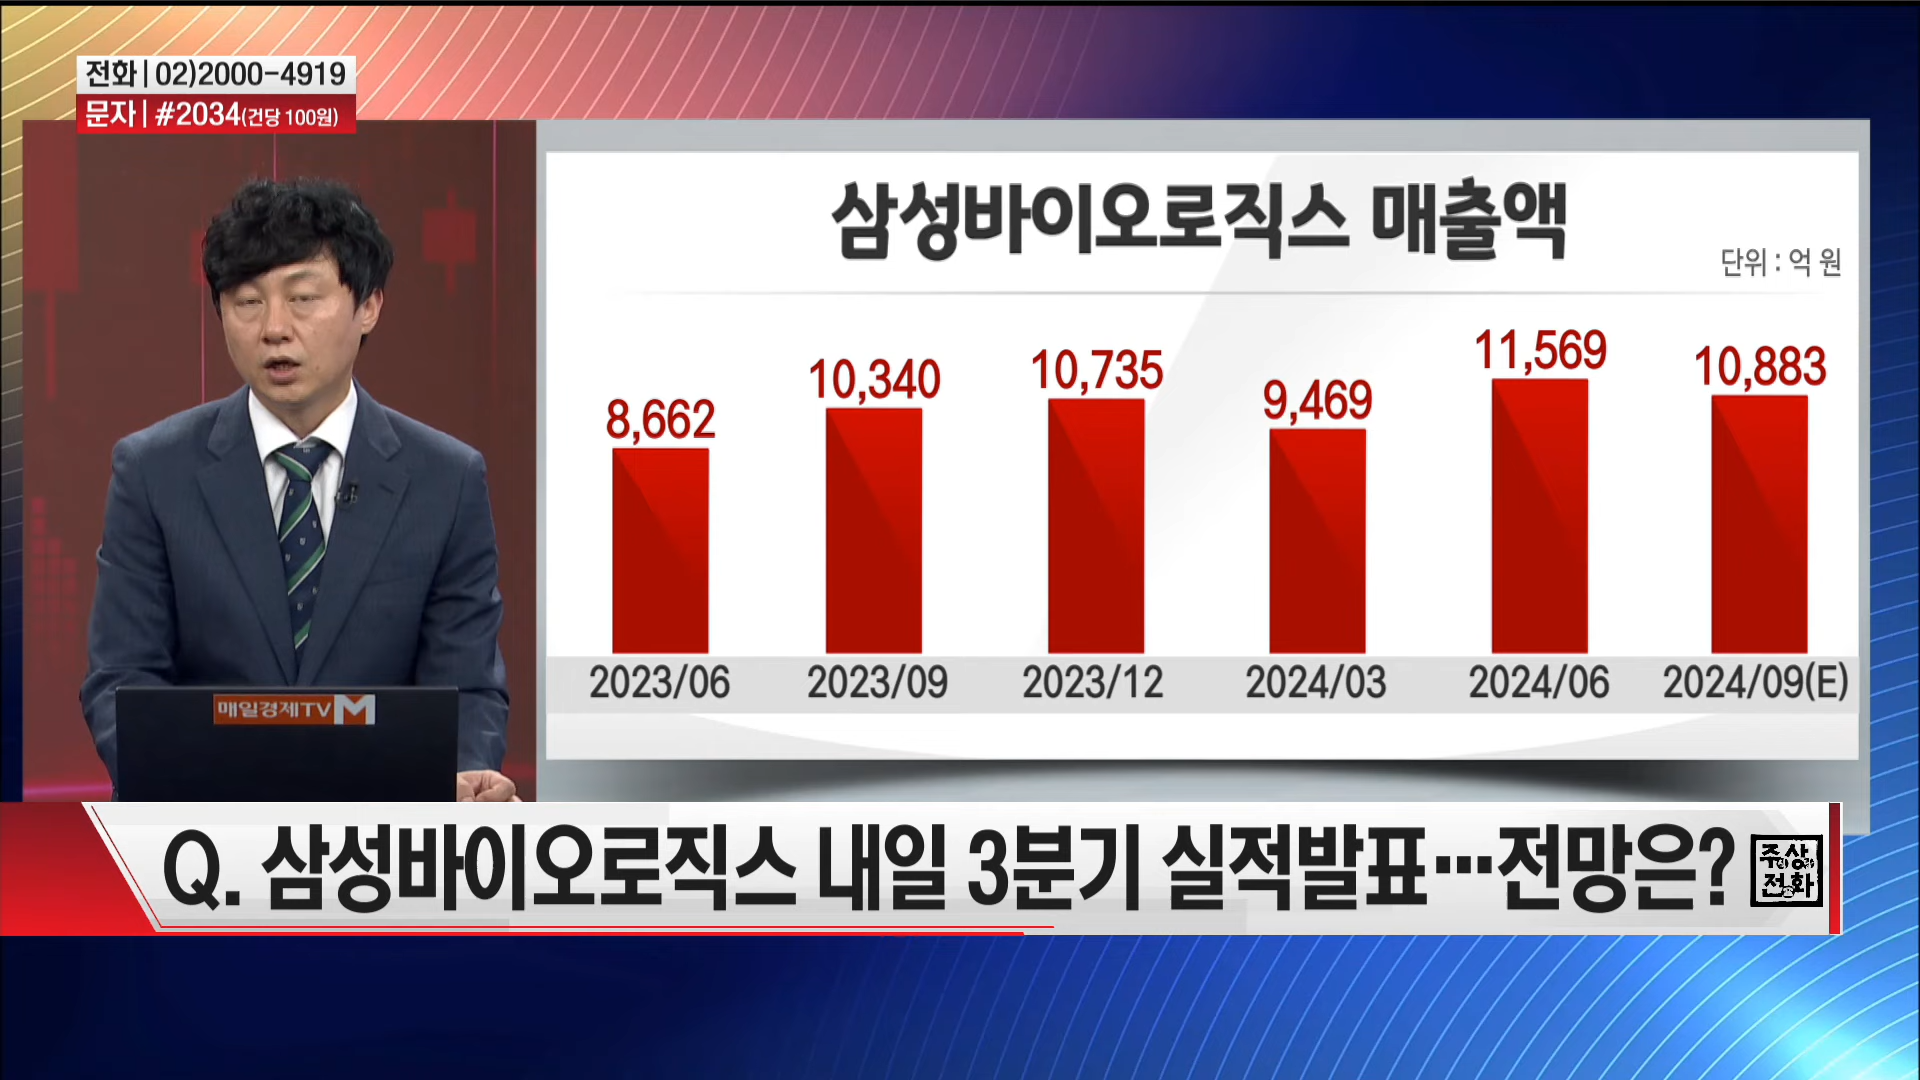 전화 | 02)2000-4919
문자 | #2034(건당 100원)
삼성바이오로직스 매출액
단위 : 억 원
8,662
10,340
10,735
9,469
11,569
10,883
2023/06
2023/09
2023/12
2024/03
2024/06
2024/09(E)
매일경제TV M
Q. 삼성바이오로직스 내일 3분기 실적발표…전망은?
주상
전화